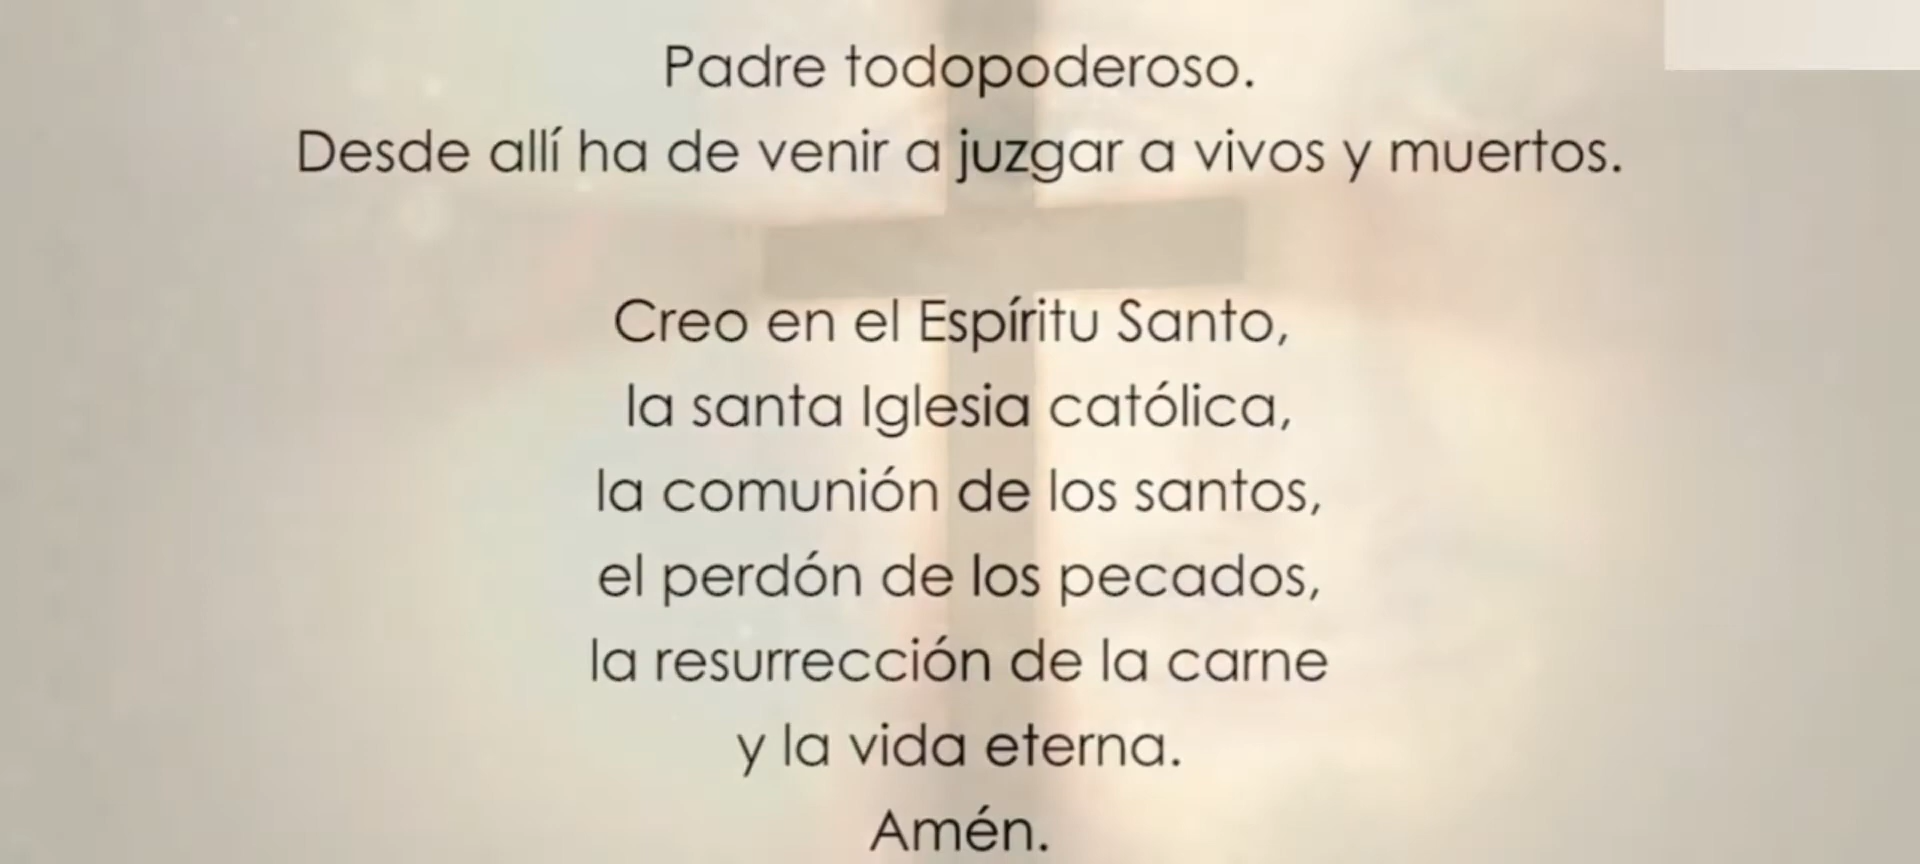 Padre todopoderoso.
Desde allí ha de venir a juzgar a vivos y muertos.
Creo en el Espíritu Santo,
la santa Iglesia católica,
la comunión de los santos,
el perdón de los pecados,
la resurrección de la carne
y la vida eterna.
Amén.